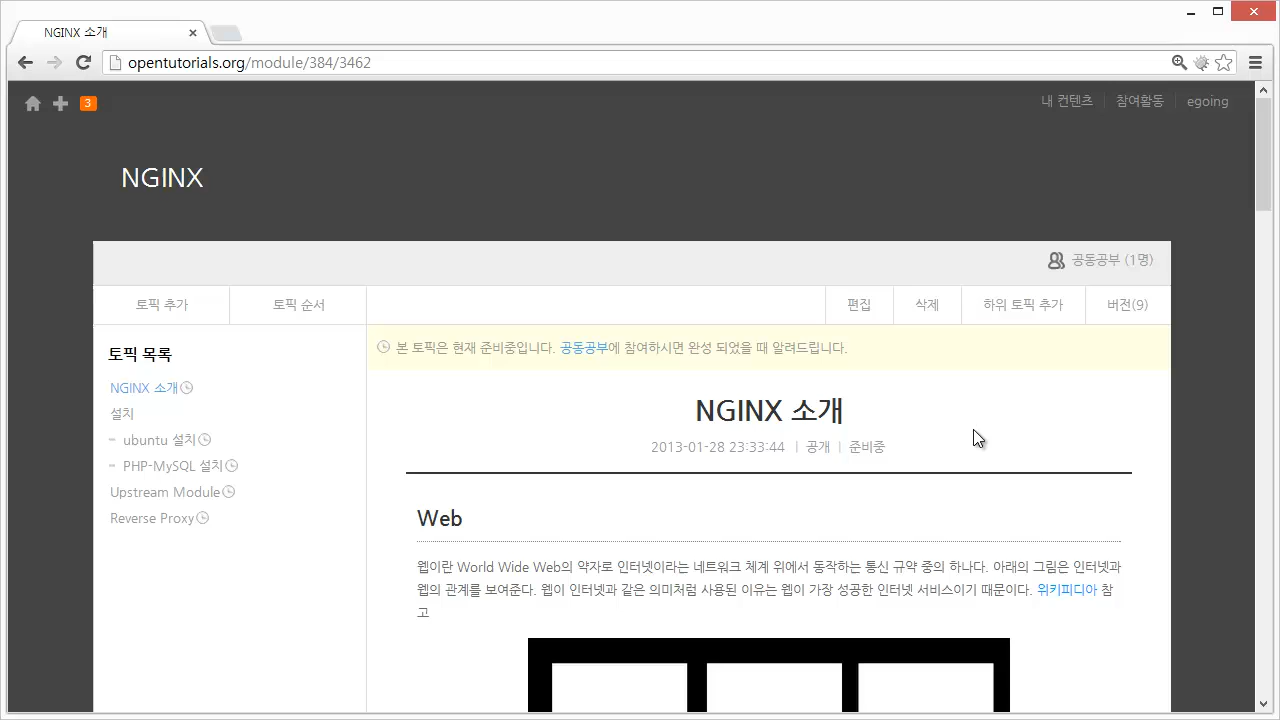 NGINX 소개
opentutorials.org/module/384/3462
3
내 컨텐츠
참여활동
egoing
NGINX
공동공부 (1명)
토픽 추가
토픽 순서
편집
삭제
하위 토픽 추가
버전(9)
토픽 목록
NGINX 소개
설치
ubuntu 설치
PHP-MySQL 설치
Upstream Module
Reverse Proxy
본 토픽은 현재 준비중입니다. 공동공부에 참여하시면 완성 되었을 때 알려드립니다.
NGINX 소개
2013-01-28 23:33:44 | 공개 | 준비중
Web
웹이란 World Wide Web의 약자로 인터넷이라는 네트워크 체계 위에서 동작하는 통신 규약 중의 하나다. 아래의 그림은 인터넷과
웹의 관계를 보여준다. 웹이 인터넷과 같은 의미처럼 사용된 이유는 웹이 가장 성공한 인터넷 서비스이기 때문이다. 위키피디아 참
고